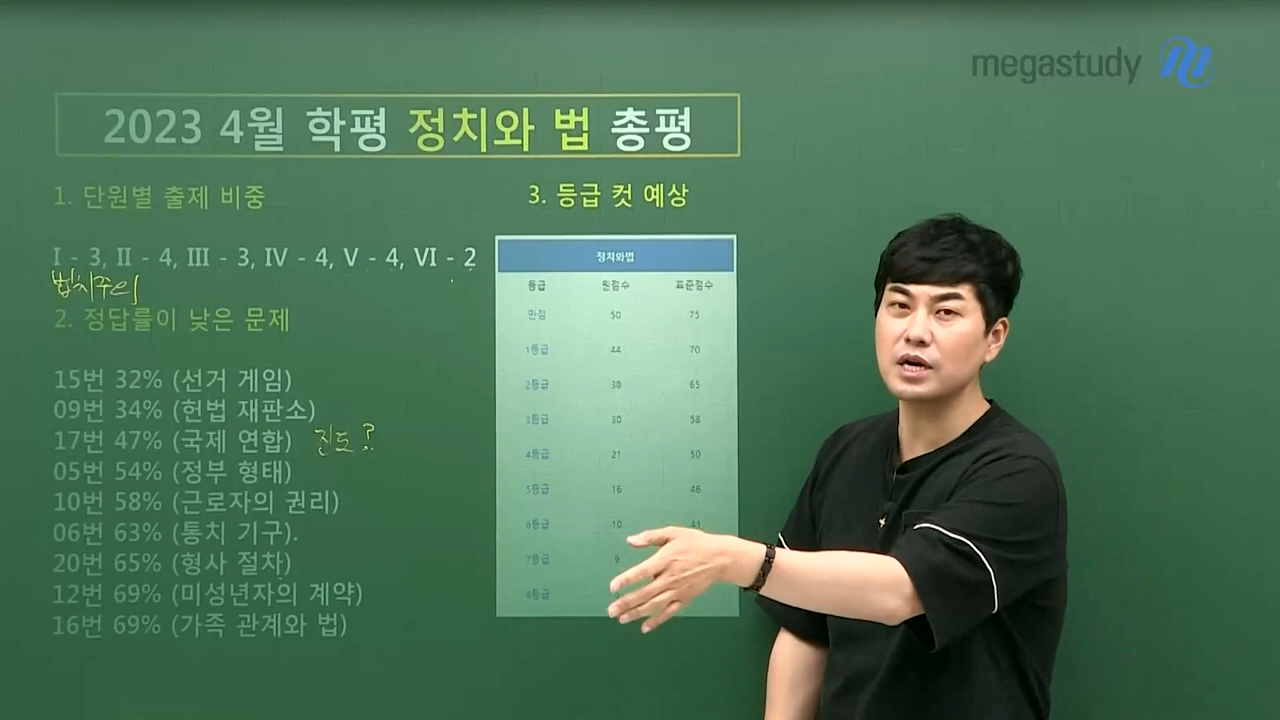 megastudy
2023 4월 학평 정치와 법 총평
1. 단원별 출제 비중
I - 3, II - 4, III - 3, IV - 4, V - 4, VI - 2
법치주의
2. 정답률이 낮은 문제
15번 32% (선거 게임)
09번 34% (헌법 재판소)
17번 47% (국제 연합) 진도?
05번 54% (정부 형태)
10번 58% (근로자의 권리)
06번 63% (통치 기구).
20번 65% (형사 절차)
12번 69% (미성년자의 계약)
16번 69% (가족 관계와 법)
3. 등급 컷 예상
정치와법
등급 원점수 표준점수
만점 50 75
1등급 44 70
2등급 38 65
3등급 30 58
4등급 21 50
5등급 16 46
6등급 10 41
7등급 9
8등급